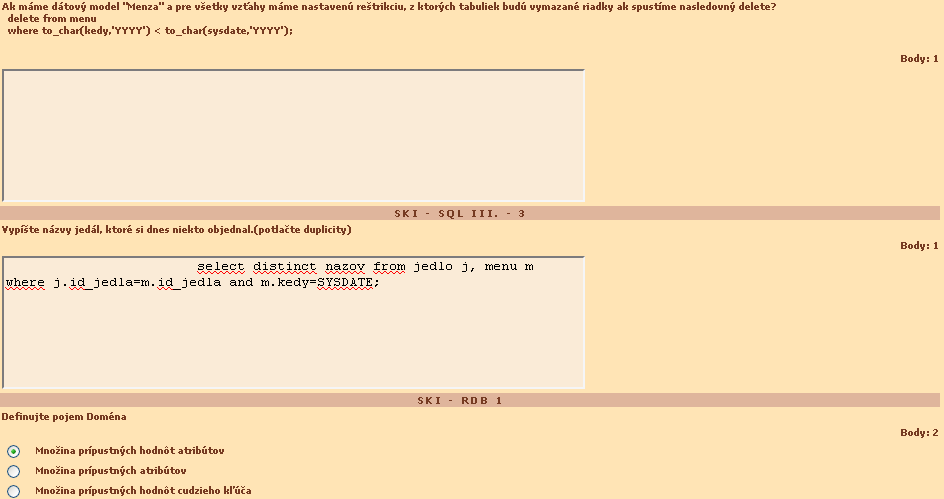 Ak máme dátový model "Menza" a pre všetky vzťahy máme nastavenú reštrikciu, z ktorých tabuliek budú vymazané riadky ak spustíme nasledovný delete?
delete from menu
where to_char(kedy,'YYYY') < to_char(sysdate,'YYYY');
Body: 1
SKI - SQL III. - 3
Vypíšte názvy jedál, ktoré si dnes niekto objednal.(potlačte duplicity)
Body: 1
select distinct nazov from jedlo j, menu m
where j.id_jedla=m.id_jedla and m.kedy=SYSDATE;
SKI - RDB 1
Definujte pojem Doména
Body: 2
Množina prípustných hodnôt atribútov
Množina prípustných atribútov
Množina prípustných hodnôt cudzieho kľúča